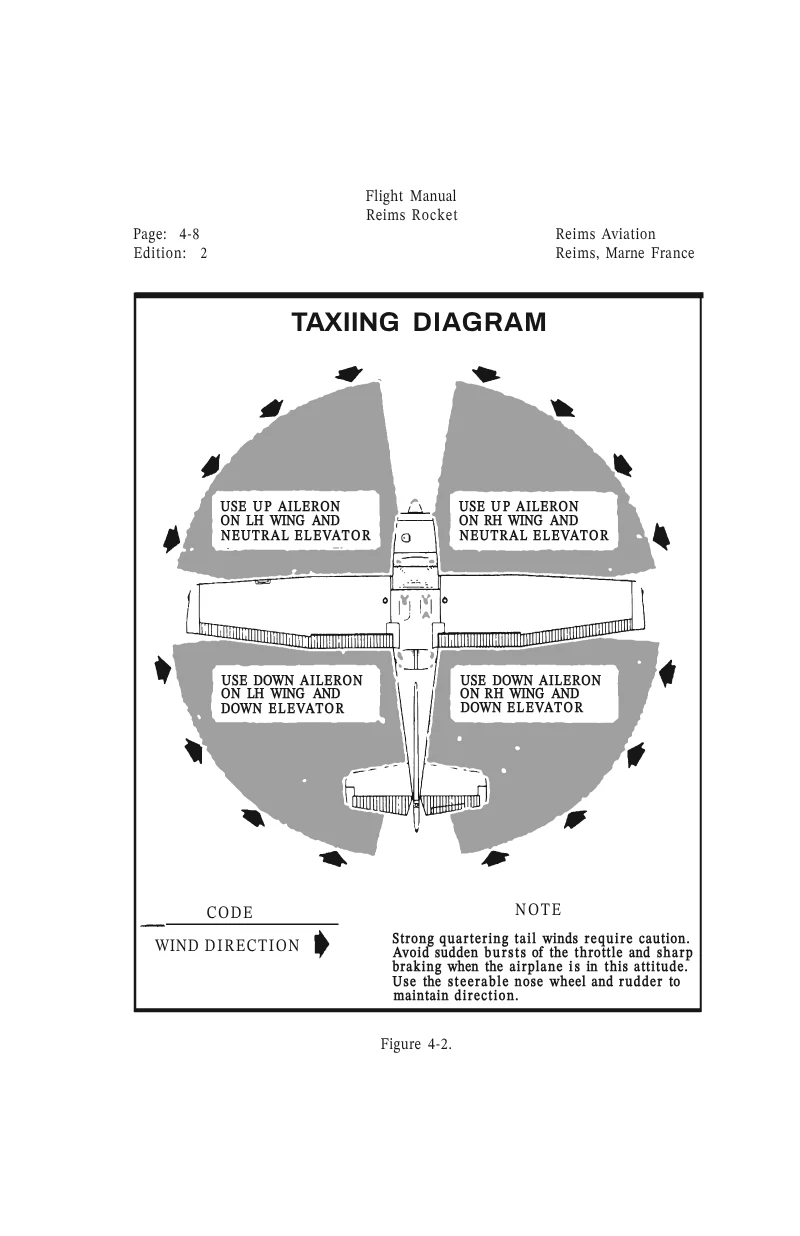 Flight Manual
Reims Rocket
Page: 4-8
Reims Aviation
Edition: 2
Reims, Marne France
TAXIING DIAGRAM
USE UP AILERON
ON LH WING AND
NEUTRAL ELEVATOR
USE UP AILERON
ON RH WING AND
NEUTRAL ELEVATOR
USE DOWN AILERON
ON LH WING AND
DOWN ELEVATOR
USE DOWN AILERON
ON RH WING AND
DOWN ELEVATOR
CODE
WIND DIRECTION
NOTE
Strong quartering tail winds require caution.
Avoid sudden bursts of the throttle and sharp
braking when the airplane is in this attitude.
Use the steerable nose wheel and rudder to
maintain direction.
Figure 4-2.